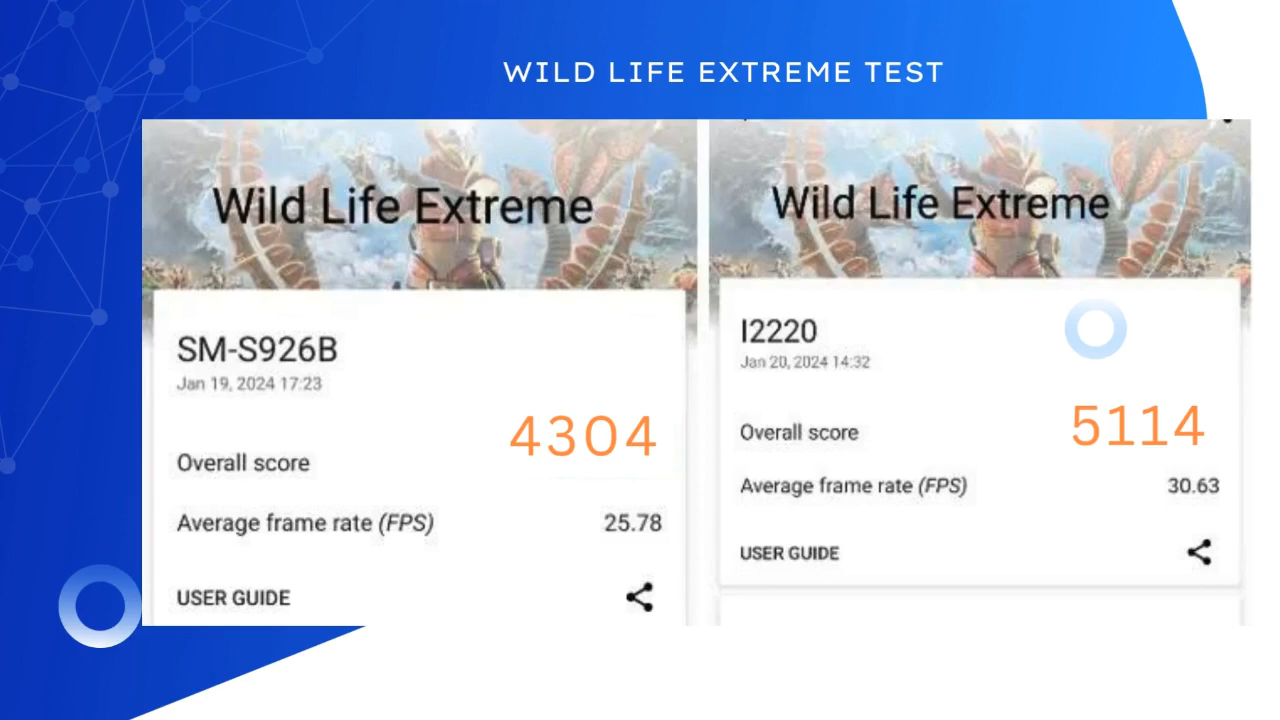 WILD LIFE EXTREME TEST
Wild Life Extreme
SM-S926B
Jan 19, 2024 17:23
4304
Overall score
Average frame rate (FPS) 25.78
USER GUIDE
Wild Life Extreme
I2220
Jan 20, 2024 14:32
Overall score 5114
Average frame rate (FPS) 30.63
USER GUIDE